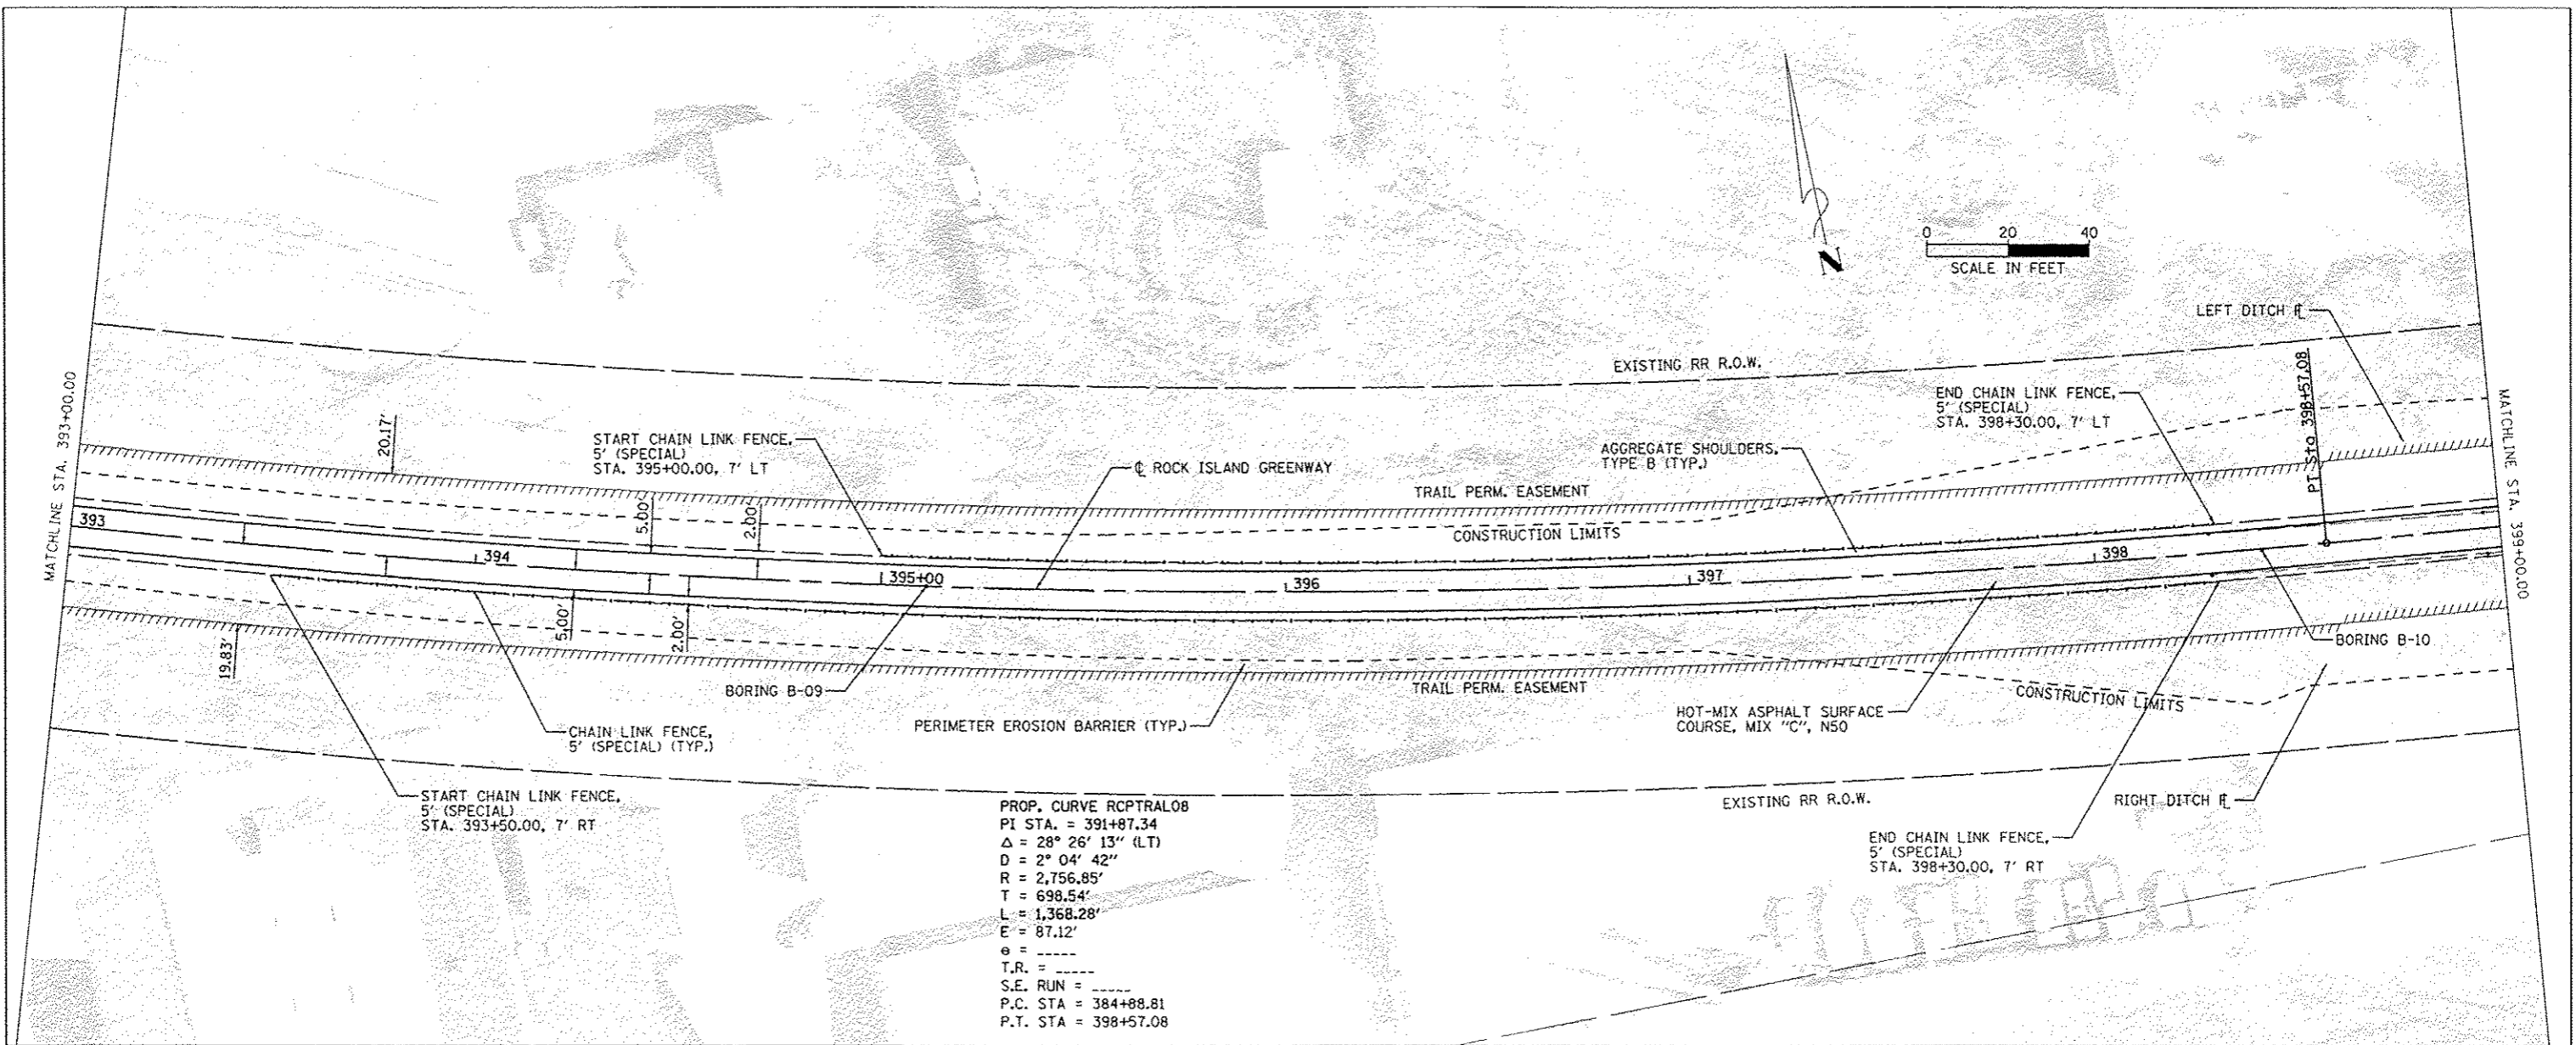 MATCHLINE STA. 393+00.00
20.17'
START CHAIN LINK FENCE,
5' (SPECIAL)
STA. 395+00.00, 7' LT
℄ ROCK ISLAND GREENWAY
EXISTING RR R.O.W.
AGGREGATE SHOULDERS,
TYPE B (TYP.)
TRAIL PERM. EASEMENT
CONSTRUCTION LIMITS
N
0 20 40
SCALE IN FEET
LEFT DITCH ℄
END CHAIN LINK FENCE,
5' (SPECIAL)
STA. 398+30.00, 7' LT
PT Sta 398+57.08
MATCHLINE STA. 399+00.00
393
394
395+00
396
397
398
5.00'
2.00'
5.00'
2.00'
19.83'
BORING B-09
BORING B-10
TRAIL PERM. EASEMENT
CONSTRUCTION LIMITS
PERIMETER EROSION BARRIER (TYP.)
HOT-MIX ASPHALT SURFACE
COURSE, MIX "C", N50
CHAIN LINK FENCE,
5' (SPECIAL) (TYP.)
START CHAIN LINK FENCE,
5' (SPECIAL)
STA. 393+50.00, 7' RT
EXISTING RR R.O.W.
RIGHT DITCH ℄
END CHAIN LINK FENCE,
5' (SPECIAL)
STA. 398+30.00, 7' RT
PROP. CURVE RCPTRAL08
PI STA. = 391+87.34
Δ = 28° 26' 13" (LT)
D = 2° 04' 42"
R = 2,756.85'
T = 698.54'
L = 1,368.28'
E = 87.12'
e = _____
T.R. = _____
S.E. RUN = _____
P.C. STA = 384+88.81
P.T. STA = 398+57.08